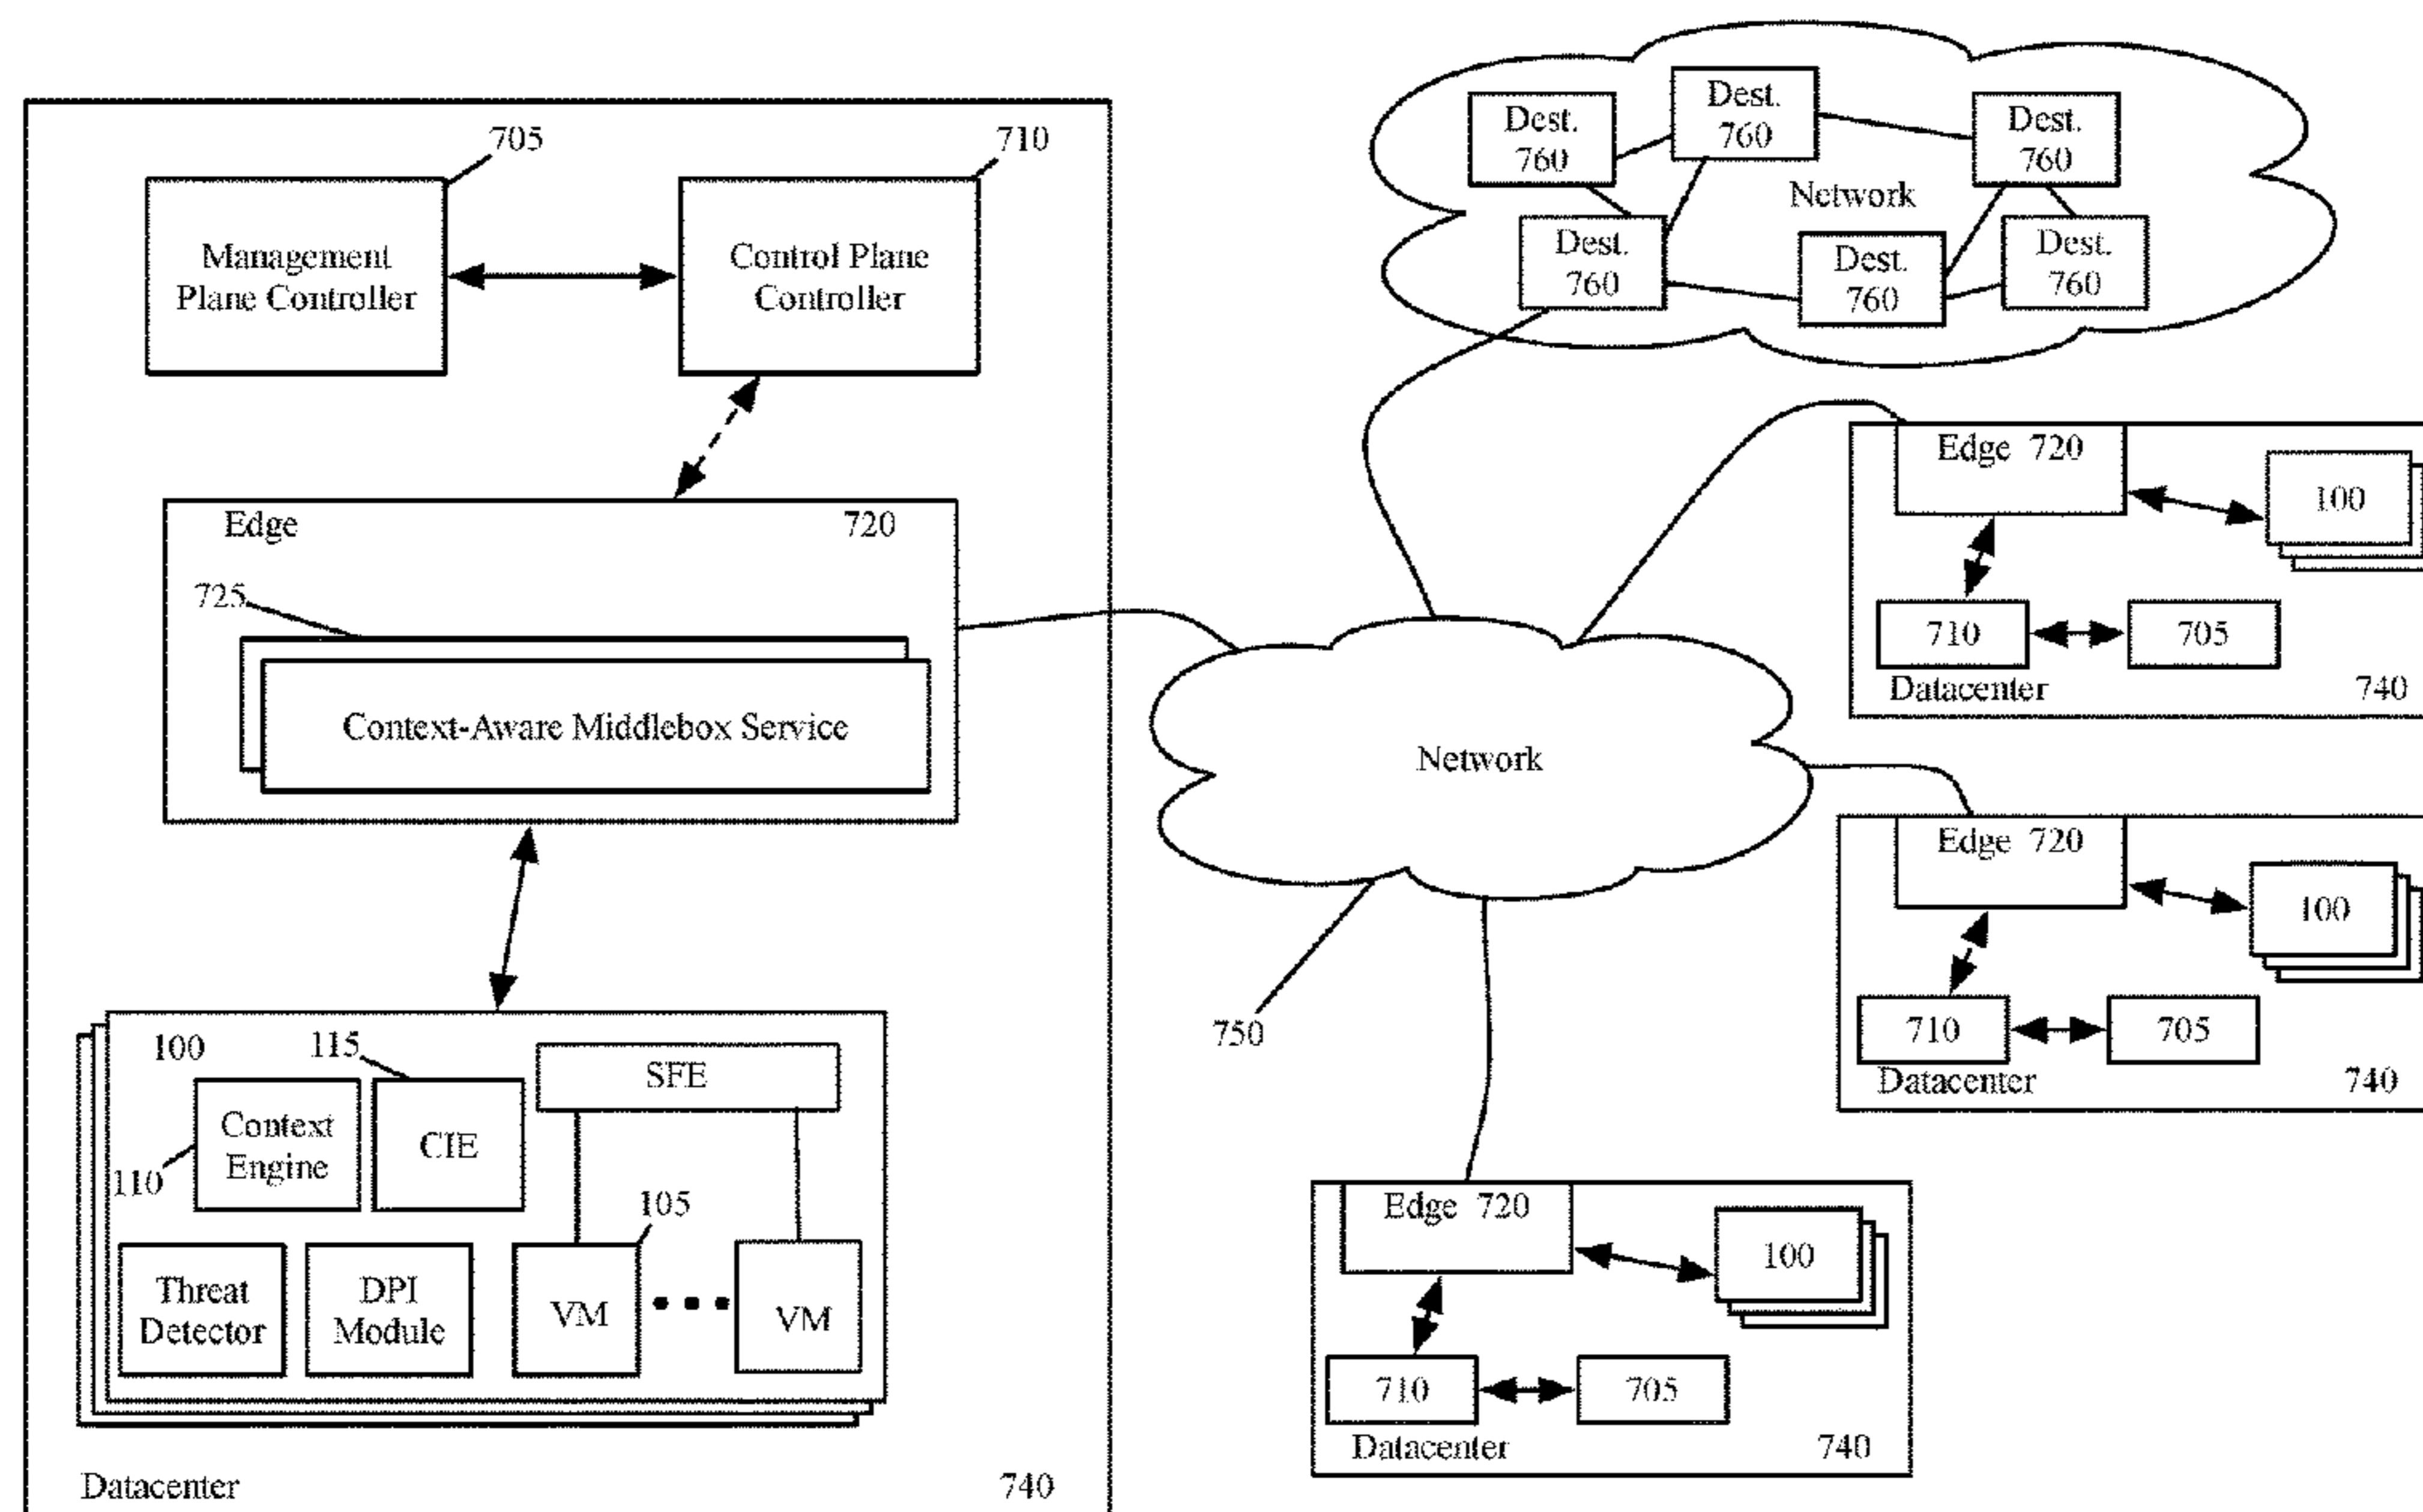 705
710
Management
Plane Controller
Control Plane
Controller
Edge
720
725
Context-Aware Middlebox Service
100
115
SFE
Context
Engine
CIE
110
105
Threat
Detector
DPI
Module
VM
VM
Datacenter
740
Dest.
760
Dest.
760
Dest.
760
Network
Dest.
760
Dest.
760
Dest.
760
Network
750
Edge 720
100
710
705
Datacenter
740
Edge 720
100
710
705
Datacenter
740
Edge 720
100
710
705
Datacenter
740